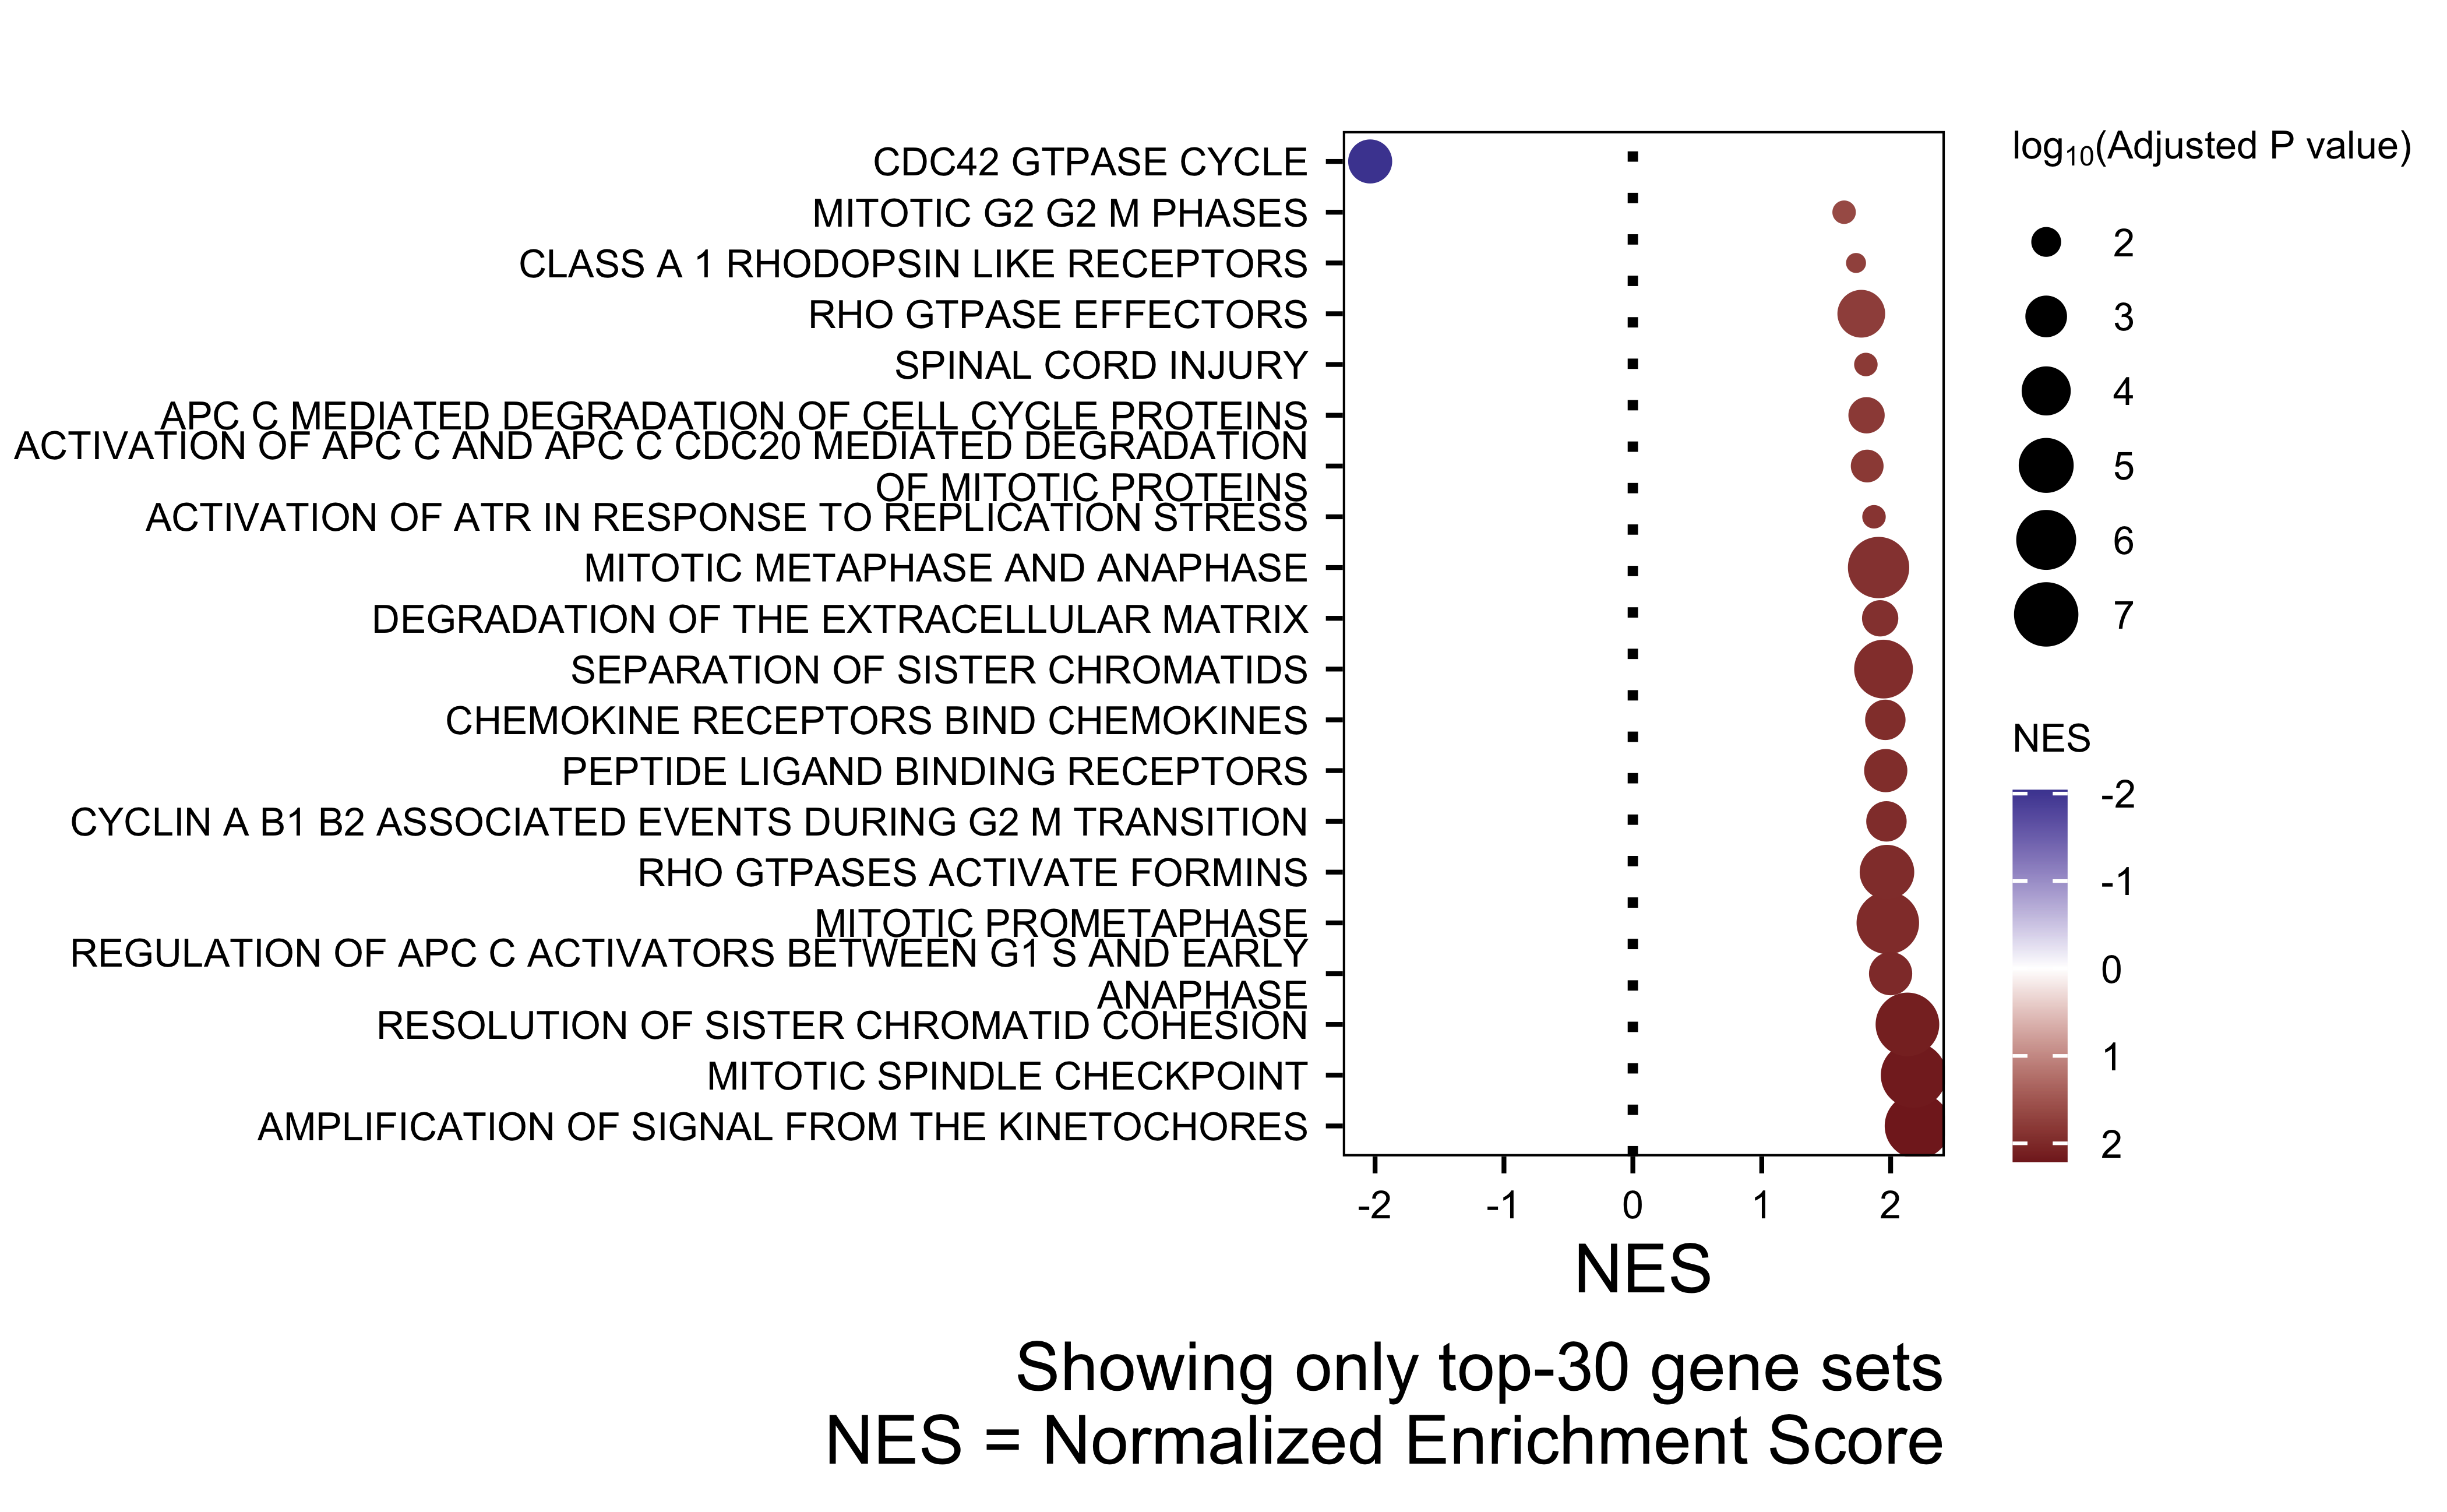 CDC42 GTPASE CYCLE
MITOTIC G2 G2 M PHASES
CLASS A 1 RHODOPSIN LIKE RECEPTORS
RHO GTPASE EFFECTORS
SPINAL CORD INJURY
APC C MEDIATED DEGRADATION OF CELL CYCLE PROTEINS
ACTIVATION OF APC C AND APC C CDC20 MEDIATED DEGRADATION
OF MITOTIC PROTEINS
ACTIVATION OF ATR IN RESPONSE TO REPLICATION STRESS
MITOTIC METAPHASE AND ANAPHASE
DEGRADATION OF THE EXTRACELLULAR MATRIX
SEPARATION OF SISTER CHROMATIDS
CHEMOKINE RECEPTORS BIND CHEMOKINES
PEPTIDE LIGAND BINDING RECEPTORS
CYCLIN A B1 B2 ASSOCIATED EVENTS DURING G2 M TRANSITION
RHO GTPASES ACTIVATE FORMINS
MITOTIC PROMETAPHASE
REGULATION OF APC C ACTIVATORS BETWEEN G1 S AND EARLY
ANAPHASE
RESOLUTION OF SISTER CHROMATID COHESION
MITOTIC SPINDLE CHECKPOINT
AMPLIFICATION OF SIGNAL FROM THE KINETOCHORES
-2 -1 0 1 2
NES
Showing only top-30 gene sets
NES = Normalized Enrichment Score
log10(Adjusted P value)
2
3
4
5
6
7
NES
-2
-1
0
1
2